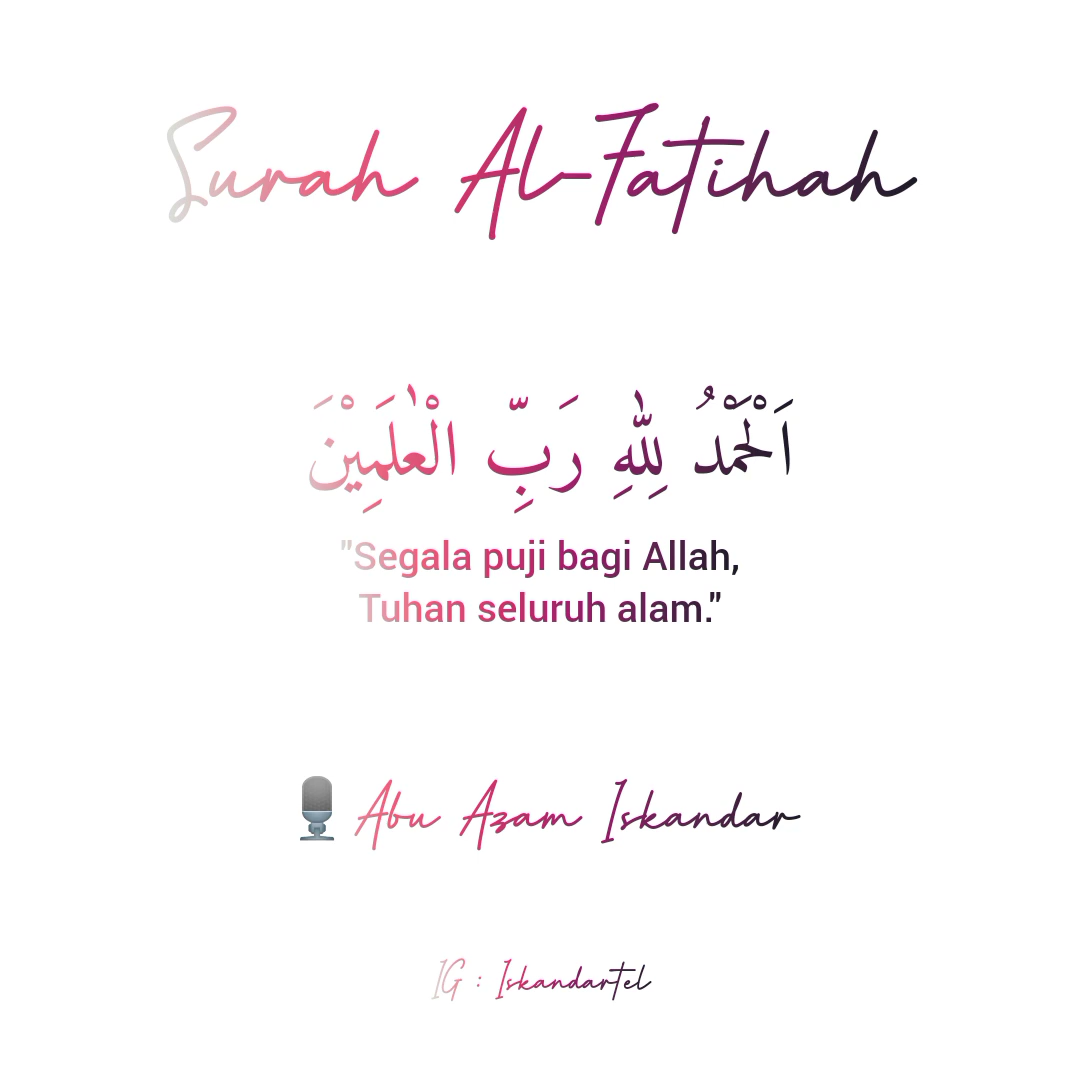 Surah Al-Fatihah
اَلْحَمْدُ لِلّٰهِ رَبِّ الْعٰلَمِيْنَ
"Segala puji bagi Allah,
Tuhan seluruh alam."
Abu Azam Iskandar
IG : Iskandartel